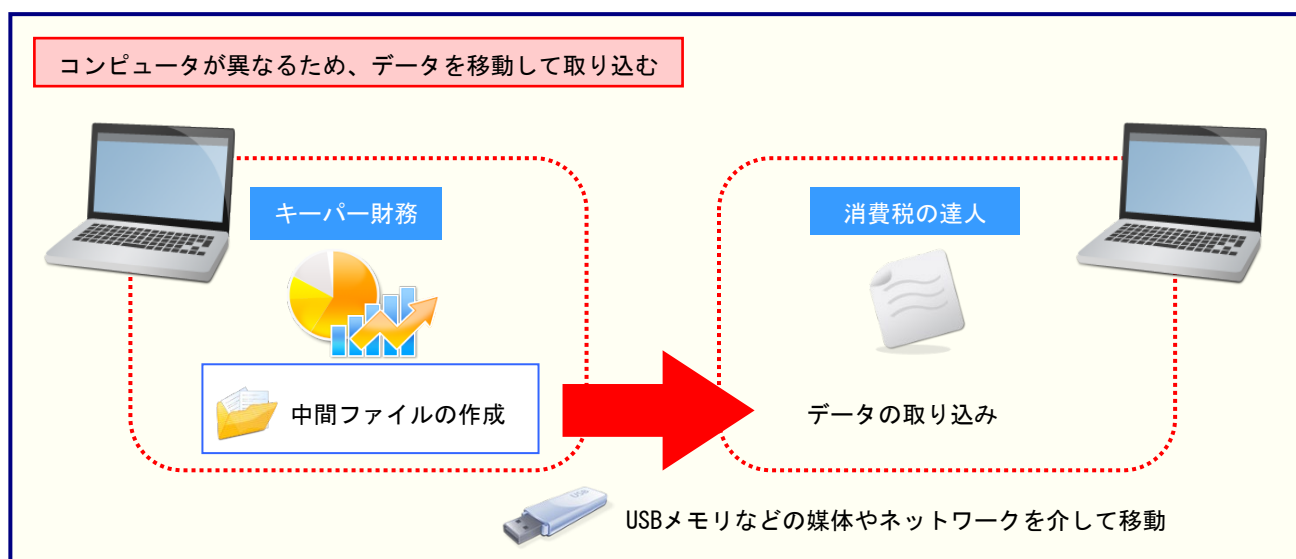 コンピュータが異なるため、データを移動して取り込む
キーパー財務
消費税の達人
中間ファイルの作成
データの取り込み
USB
USBメモリなどの媒体やネットワークを介して移動